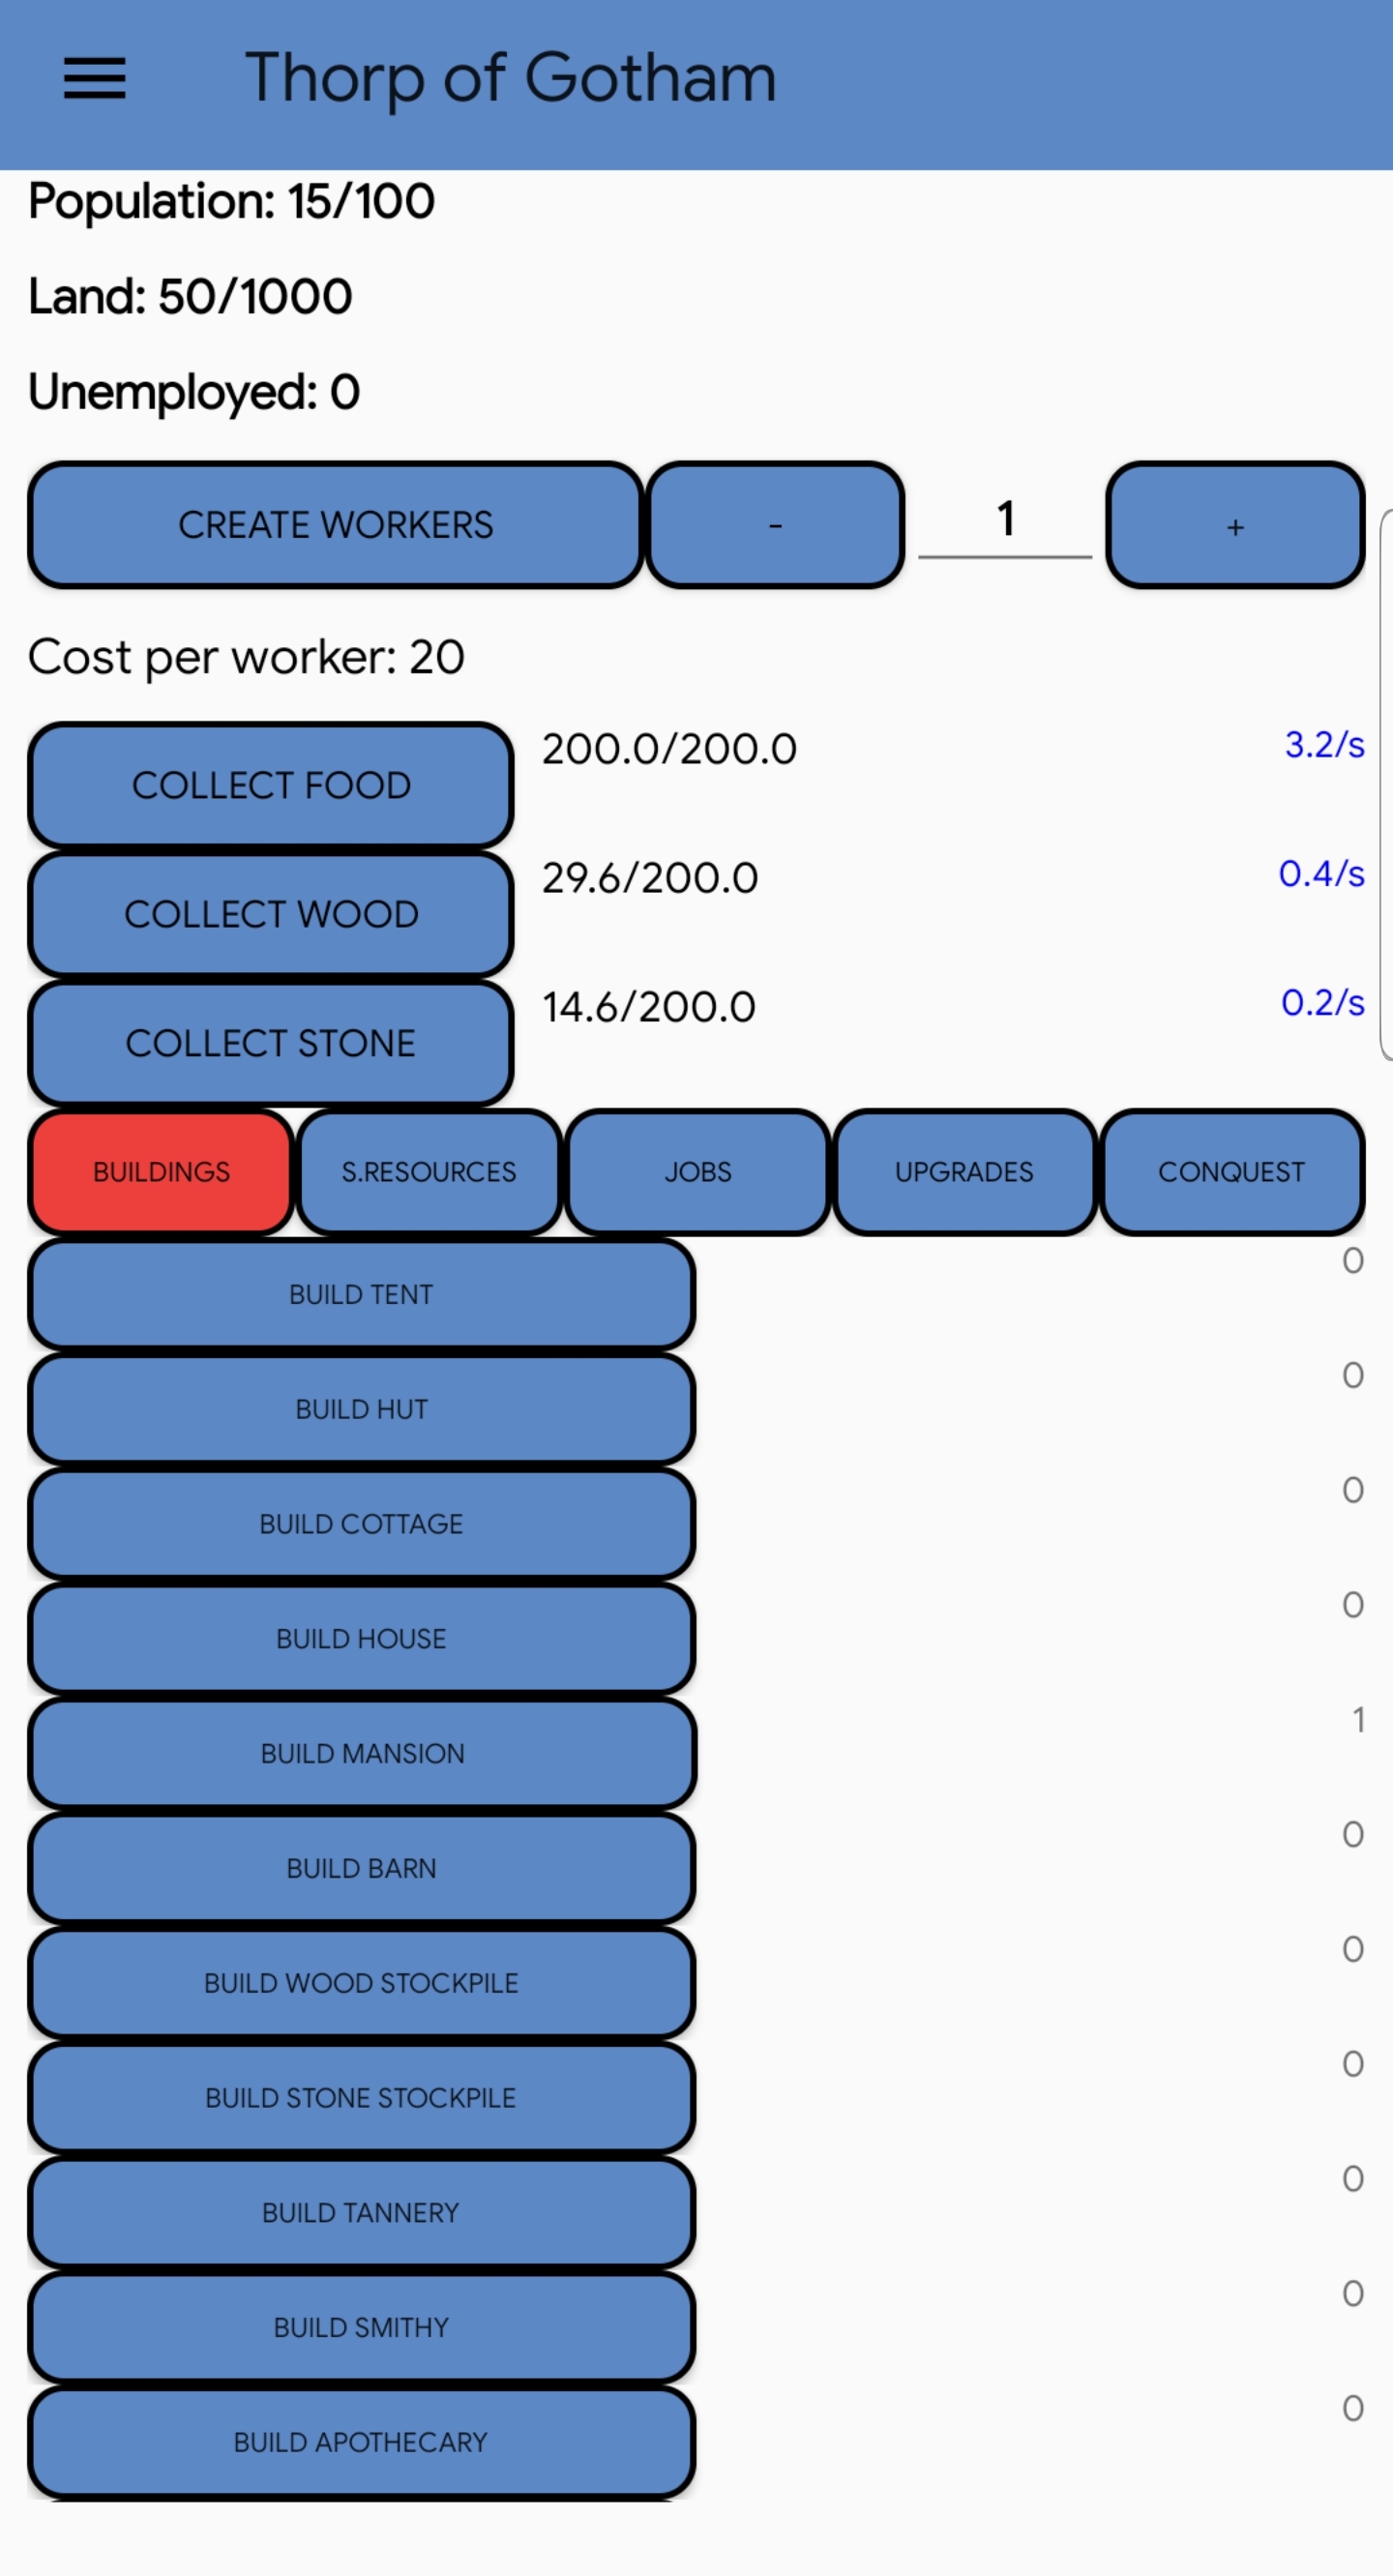 Thorp of Gotham
Population: 15/100
Land: 50/1000
Unemployed: 0
CREATE WORKERS - 1 +
Cost per worker: 20
COLLECT FOOD 200.0/200.0 3.2/s
COLLECT WOOD 29.6/200.0 0.4/s
COLLECT STONE 14.6/200.0 0.2/s
BUILDINGS S.RESOURCES JOBS UPGRADES CONQUEST
BUILD TENT 0
BUILD HUT 0
BUILD COTTAGE 0
BUILD HOUSE 0
BUILD MANSION 1
BUILD BARN 0
BUILD WOOD STOCKPILE 0
BUILD STONE STOCKPILE 0
BUILD TANNERY 0
BUILD SMITHY 0
BUILD APOTHECARY 0